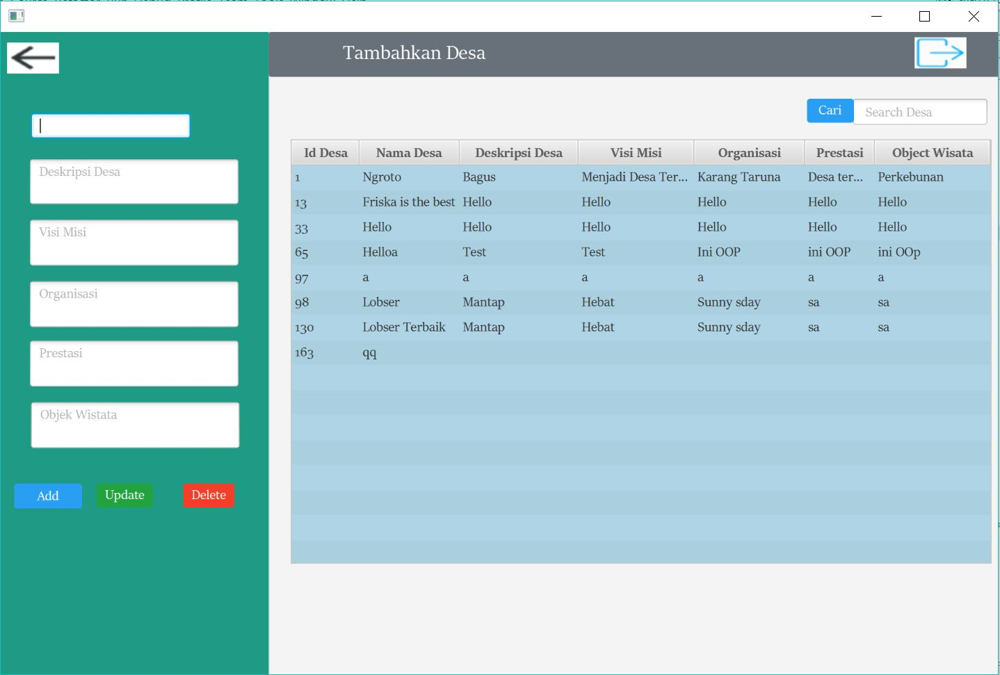 Tambahkan Desa
Cari Search Desa
Deskripsi Desa
Visi Misi
Organisasi
Prestasi
Objek Wistata
Add Update Delete
Id Desa Nama Desa Deskripsi Desa Visi Misi Organisasi Prestasi Object Wisata
1 Ngroto Bagus Menjadi Desa Ter... Karang Taruna Desa ter... Perkebunan
13 Friska is the best Hello Hello Hello Hello Hello
33 Hello Hello Hello Hello Hello Hello
65 Helloa Test Test Ini OOP ini OOP ini OOp
97 a a a a a a
98 Lobser Mantap Hebat Sunny sday sa sa
130 Lobser Terbaik Mantap Hebat Sunny sday sa sa
163 qq